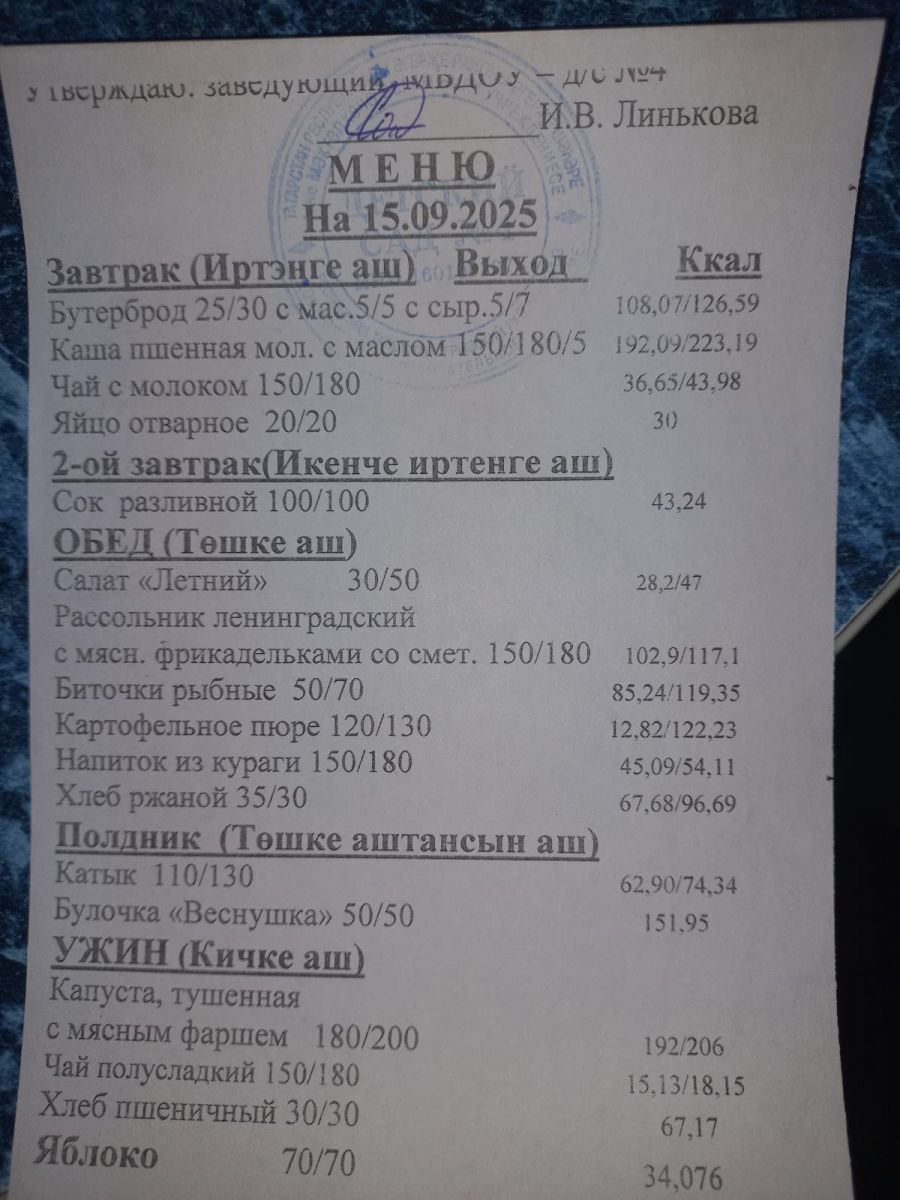 Утверждаю: заведующий МБДОУ – д/с №4
И.В. Линькова
МЕНЮ
На 15.09.2025
Завтрак (Иртэнге аш) Выход Ккал
Бутерброд 25/30 с мас.5/5 с сыр.5/7 108,07/126,59
Каша пшенная мол. с маслом 150/180/5 192,09/223,19
Чай с молоком 150/180 36,65/43,98
Яйцо отварное 20/20 30
2-ой завтрак(Икенче иртенге аш)
Сок разливной 100/100 43,24
ОБЕД (Төшке аш)
Салат «Летний» 30/50 28,2/47
Рассольник ленинградский
с мясн. фрикадельками со смет. 150/180 102,9/117,1
Биточки рыбные 50/70 85,24/119,35
Картофельное пюре 120/130 12,82/122,23
Напиток из кураги 150/180 45,09/54,11
Хлеб ржаной 35/30 67,68/96,69
Полдник (Төшке аштансын аш)
Катык 110/130 62,90/74,34
Булочка «Веснушка» 50/50 151,95
УЖИН (Кичке аш)
Капуста, тушенная
с мясным фаршем 180/200 192/206
Чай полусладкий 150/180 15,13/18,15
Хлеб пшеничный 30/30 67,17
Яблоко 70/70 34,076